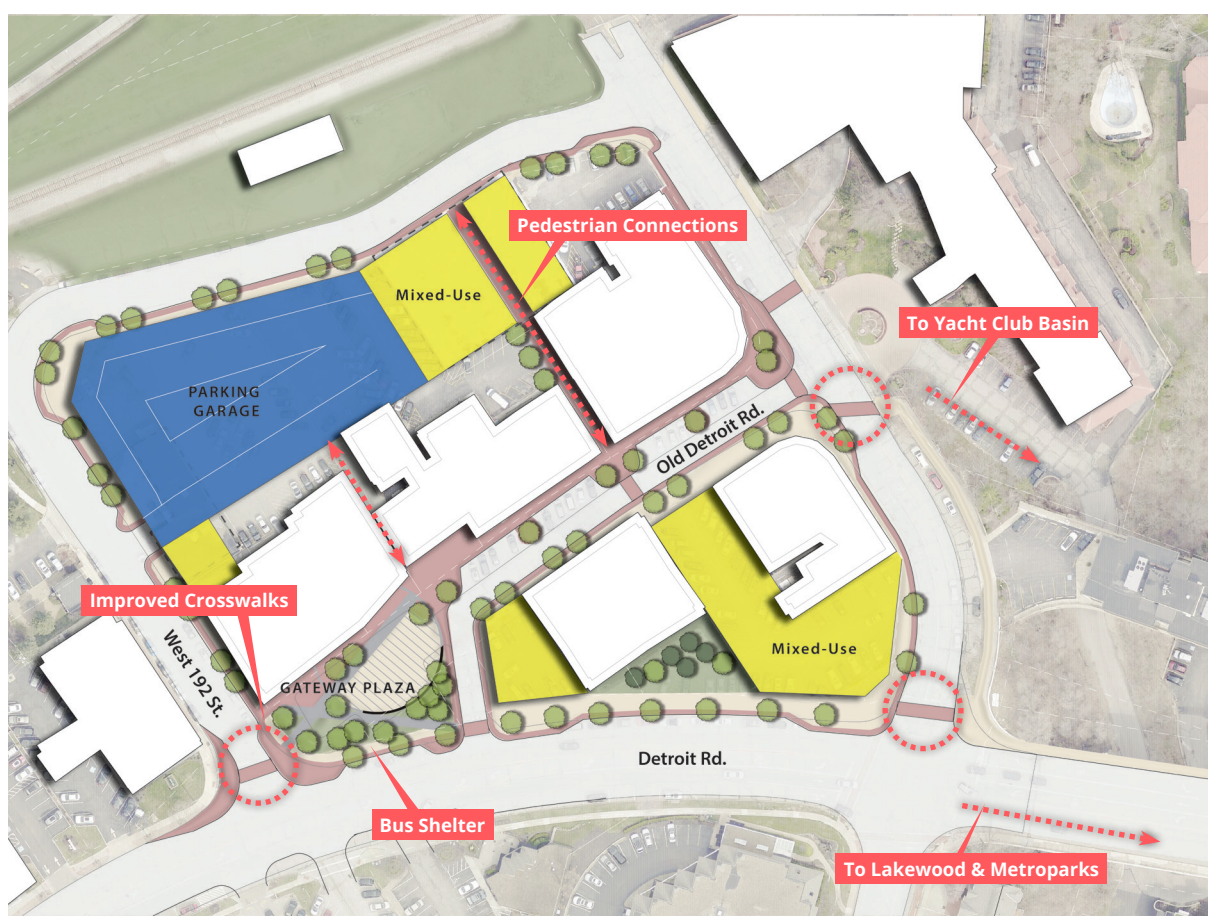 Pedestrian Connections
Mixed-Use
To Yacht Club Basin
PARKING
GARAGE
Old Detroit Rd.
Improved Crosswalks
West 192 St.
Mixed-Use
GATEWAY PLAZA
Detroit Rd.
Bus Shelter
To Lakewood & Metroparks